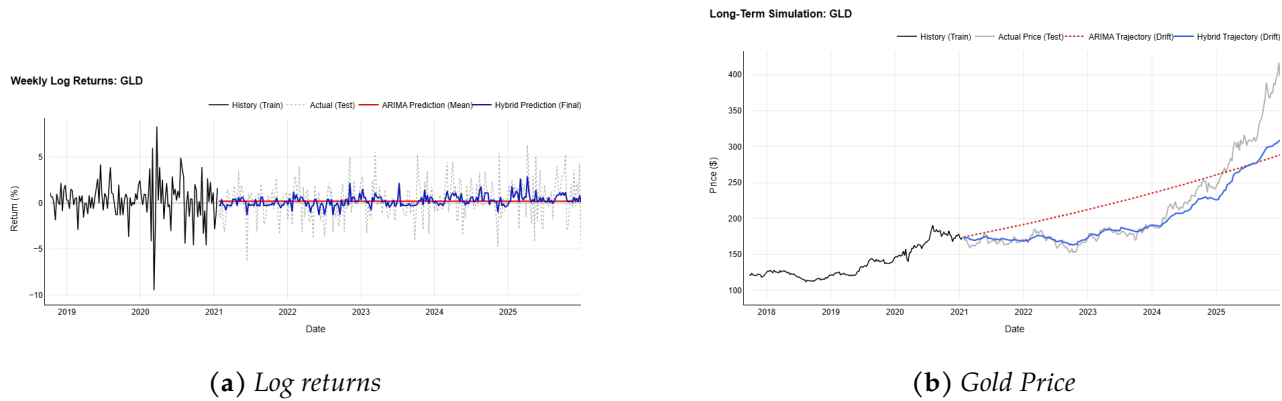 Weekly Log Returns: GLD
History (Train) Actual (Test) ARIMA Prediction (Mean) Hybrid Prediction (Final)
5
0
−5
−10
Return (%)
2019 2020 2021 2022 2023 2024 2025
Date
(a) Log returns
Long-Term Simulation: GLD
History (Train) Actual Price (Test) ARIMA Trajectory (Drift) Hybrid Trajectory (Drift)
400
350
300
250
200
150
100
Price ($)
2018 2019 2020 2021 2022 2023 2024 2025
Date
(b) Gold Price